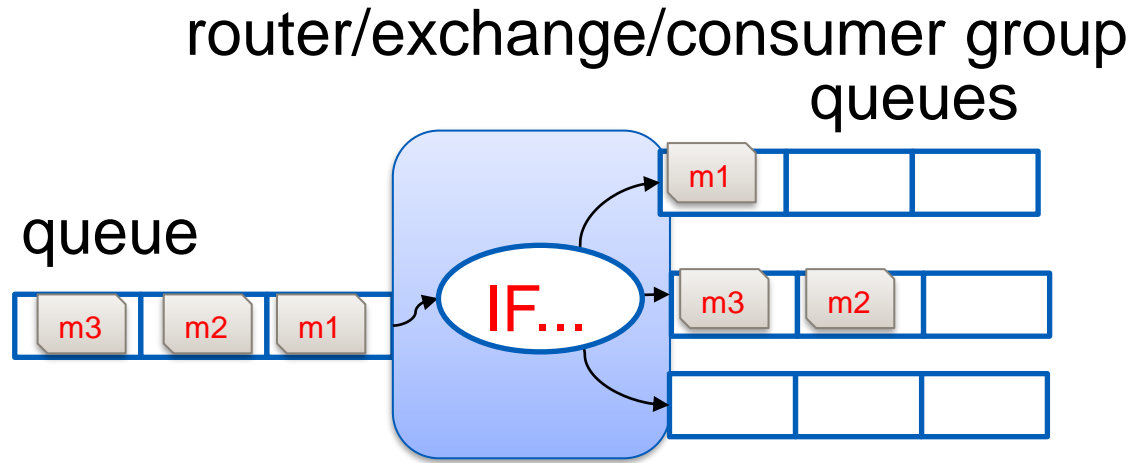 router/exchange/consumer group
queues
m1
queue
IF...
m3 m2 m1
m3 m2